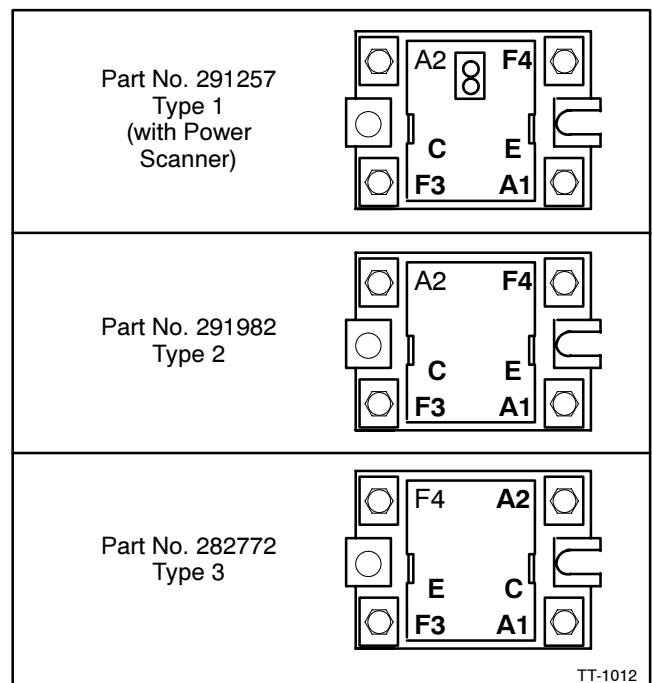 Part No. 291257
Type 1
(with Power
Scanner)
A2 F4
C E
F3 A1
Part No. 291982
Type 2
A2 F4
C E
F3 A1
Part No. 282772
Type 3
F4 A2
E C
F3 A1
TT-1012